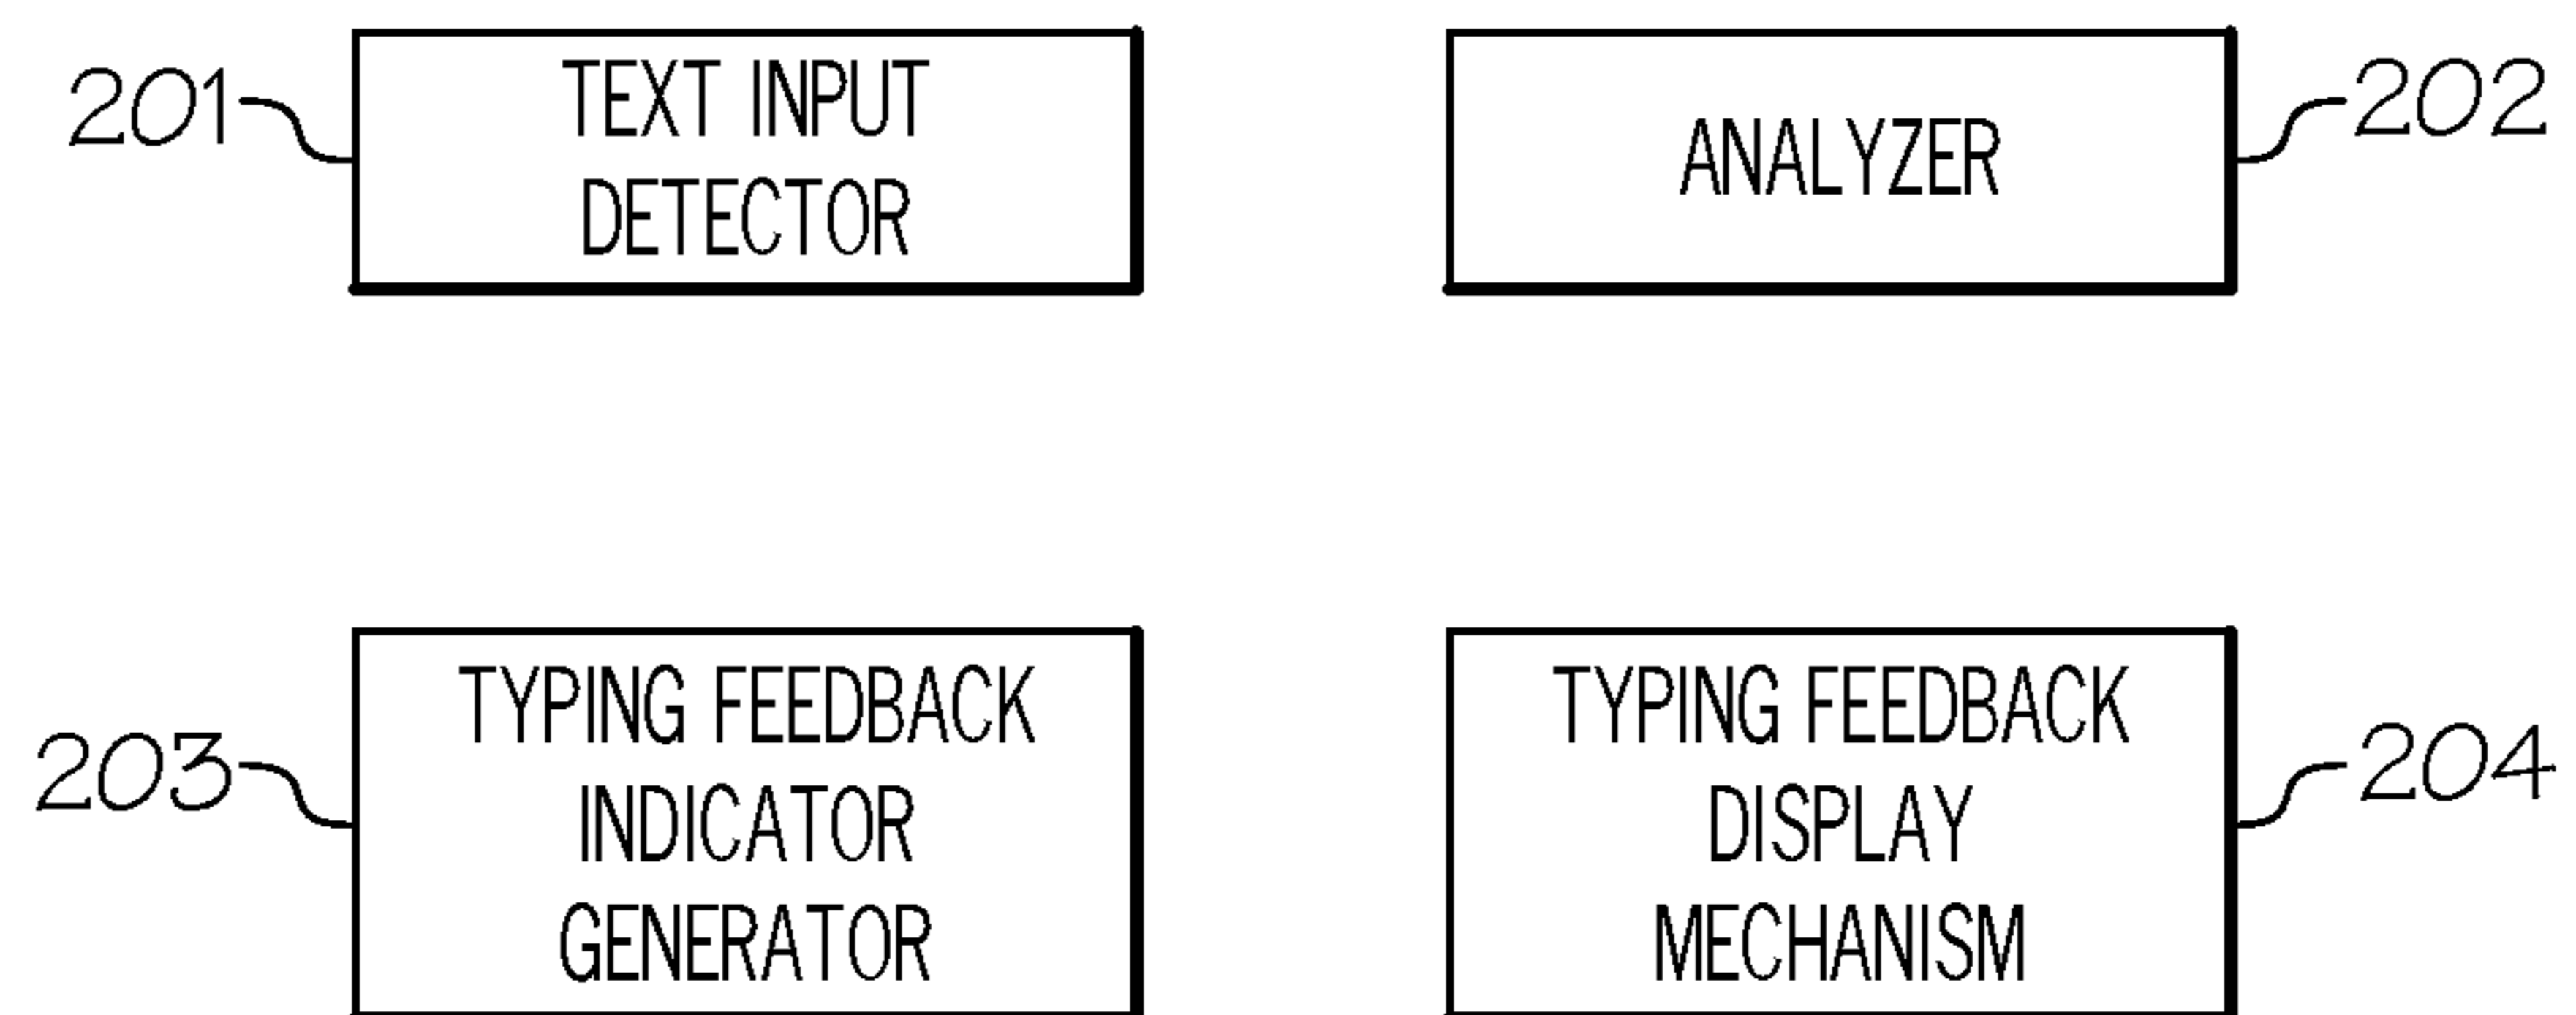 201
TEXT INPUT
DETECTOR
ANALYZER
202
203
TYPING FEEDBACK
INDICATOR
GENERATOR
TYPING FEEDBACK
DISPLAY
MECHANISM
204